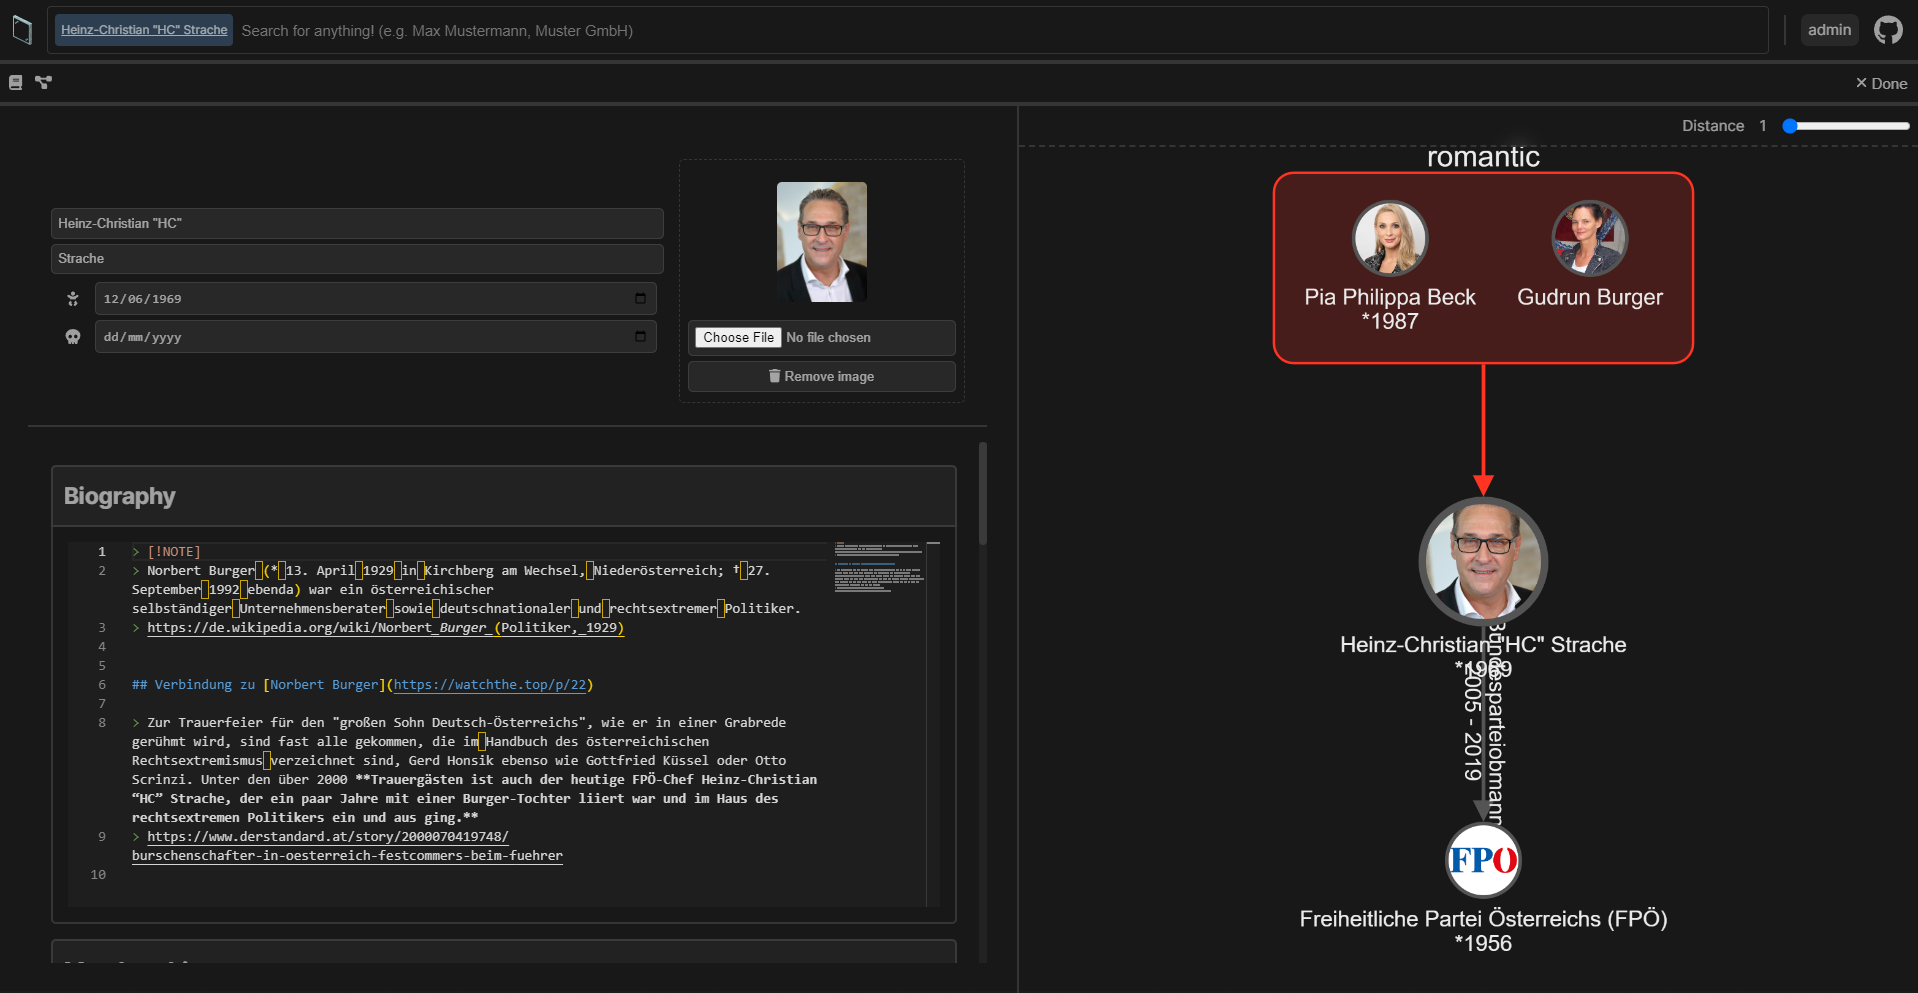 Heinz-Christian "HC" Strache Search for anything! (e.g. Max Mustermann, Muster GmbH)
admin
Done
Distance 1
Heinz-Christian "HC"
Strache
12/06/1969
dd/mm/yyyy
Choose File No file chosen
Remove image
Biography
1 > [!NOTE]
2 > Norbert Burger (* 13. April 1929 in Kirchberg am Wechsel, Niederösterreich; † 27.
September 1992 ebenda) war ein österreichischer
selbständiger Unternehmensberater sowie deutschnationaler und rechtsextremer Politiker.
3 > https://de.wikipedia.org/wiki/Norbert_Burger_(Politiker,_1929)
4
5
6 ## Verbindung zu [Norbert Burger](https://watchthe.top/p/22)
7
8 > Zur Trauerfeier für den "großen Sohn Deutsch-Österreichs", wie er in einer Grabrede
gerühmt wird, sind fast alle gekommen, die im Handbuch des österreichischen
Rechtsextremismus verzeichnet sind, Gerd Honsik ebenso wie Gottfried Küssel oder Otto
Scrinzi. Unter den über 2000 **Trauergästen ist auch der heutige FPÖ-Chef Heinz-Christian
“HC” Strache, der ein paar Jahre mit einer Burger-Tochter liiert war und im Haus des
rechtsextremen Politikers ein und aus ging.**
9 > https://www.derstandard.at/story/2000070419748/
burschenschafter-in-oesterreich-festcommers-beim-fuehrer
10
romantic
Pia Philippa Beck
*1987
Gudrun Burger
Heinz-Christian "HC" Strache
*1969
Bundesparteiobmann
2005 - 2019
FPÖ
Freiheitliche Partei Österreichs (FPÖ)
*1956